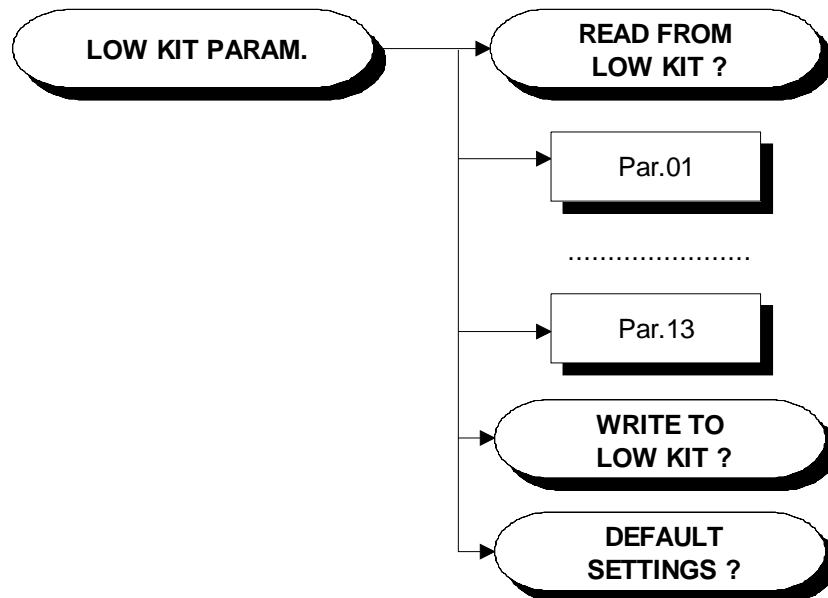 LOW KIT PARAM.
READ FROM
LOW KIT ?
Par.01
.......................
Par.13
WRITE TO
LOW KIT ?
DEFAULT
SETTINGS ?